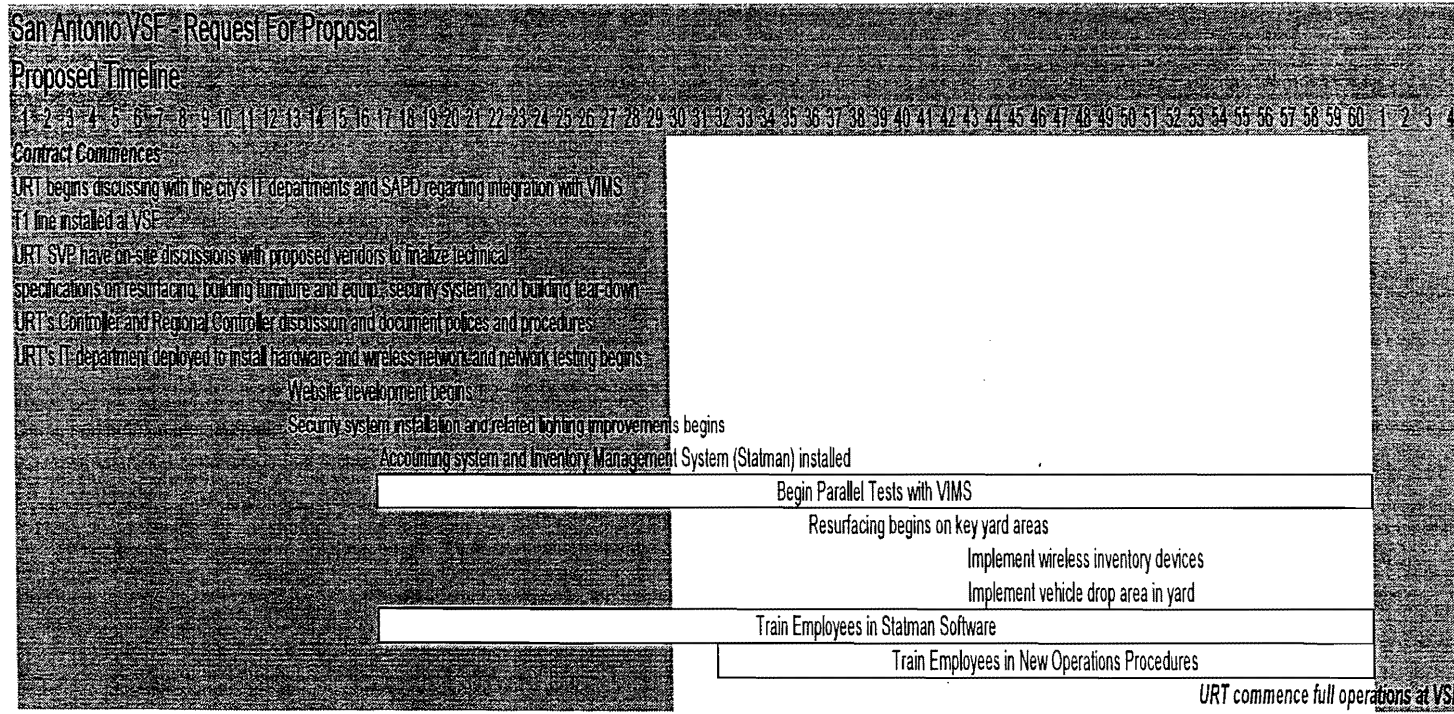 San Antonio VSF - Request For Proposal
Proposed Timeline
1 2 3 4 5 6 7 8 9 10 11 12 13 14 15 16 17 18 19 20 21 22 23 24 25 26 27 28 29 30 31 32 33 34 35 36 37 38 39 40 41 42 43 44 45 46 47 48 49 50 51 52 53 54 55 56 57 58 59 60 1 2 3 4
Contract Commences
URT begins discussing with the city's IT departments and SAPD regarding integration with VIMS
T1 line installed at VSF
URT SVP have on-site discussions with proposed vendors to finalize technical
specifications on resurfacing, building furniture and equip., security system, and building tear-down
URT's Controller and Regional Controller discussion and document polices and procedures
URT's IT department deployed to install hardware and wireless network and network testing begins
Website development begins
Security system installation and related lighting improvements begins
Accounting system and Inventory Management System (Statman) installed
Begin Parallel Tests with VIMS
Resurfacing begins on key yard areas
Implement wireless inventory devices
Implement vehicle drop area in yard
Train Employees in Statman Software
Train Employees in New Operations Procedures
URT commence full operations at VS